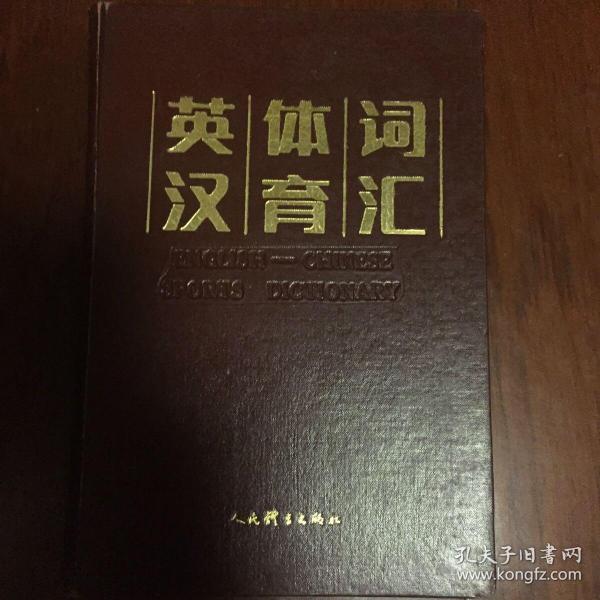 英汉体育词汇
ENGLISH — CHINESE
SPORTS DICTIONARY
人民體育出版社
孔夫子旧书网
www.kongfz.com